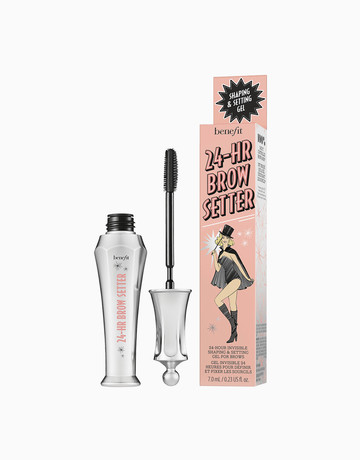 SHAPING
& SETTING
GEL
benefit
24-HR
BROW
SETTER
24-HOUR INVISIBLE
SHAPING & SETTING
GEL FOR BROWS
GEL INVISIBLE 24
HEURES POUR DÉFINIR
ET FIXER LES SOURCILS
7.0 mL / 0.23 US fl. oz.
benefit
24-HR BROW SETTER